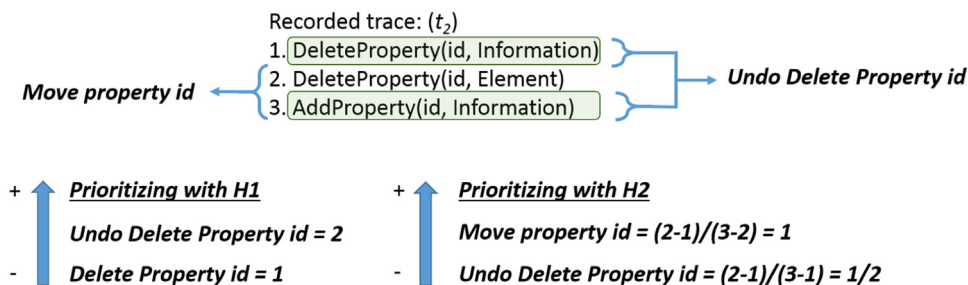 Recorded trace: (t₂)
1. DeleteProperty(id, Information)
Move property id
2. DeleteProperty(id, Element)
Undo Delete Property id
3. AddProperty(id, Information)
+ Prioritizing with H1
Undo Delete Property id = 2
- Delete Property id = 1
+ Prioritizing with H2
Move property id = (2-1)/(3-2) = 1
- Undo Delete Property id = (2-1)/(3-1) = 1/2